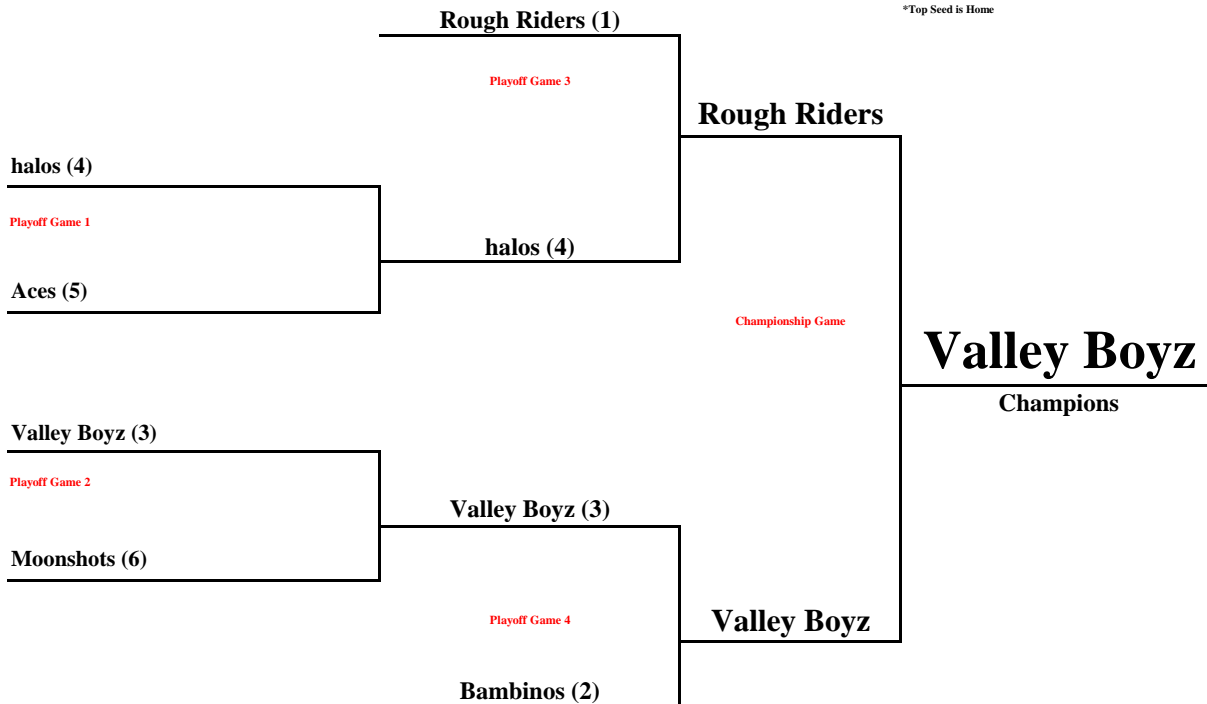 *Top Seed is Home
Rough Riders (1)
Playoff Game 3
Rough Riders
halos (4)
Playoff Game 1
halos (4)
Aces (5)
Championship Game
Valley Boyz
Champions
Valley Boyz (3)
Playoff Game 2
Valley Boyz (3)
Moonshots (6)
Playoff Game 4
Valley Boyz
Bambinos (2)